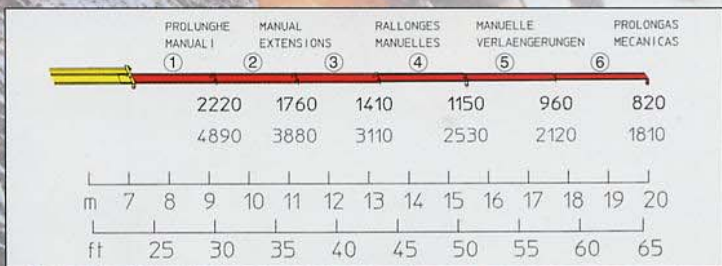 PROLUNGHE MANUAL RALLONGES MANUELLE PROLONGAS
MANUALI EXTENSIONS MANUELLES VERLAENGERUNGEN MECANICAS
① ② ③ ④ ⑤ ⑥
2220 1760 1410 1150 960 820
4890 3880 3110 2530 2120 1810
m 7 8 9 10 11 12 13 14 15 16 17 18 19 20
ft 25 30 35 40 45 50 55 60 65